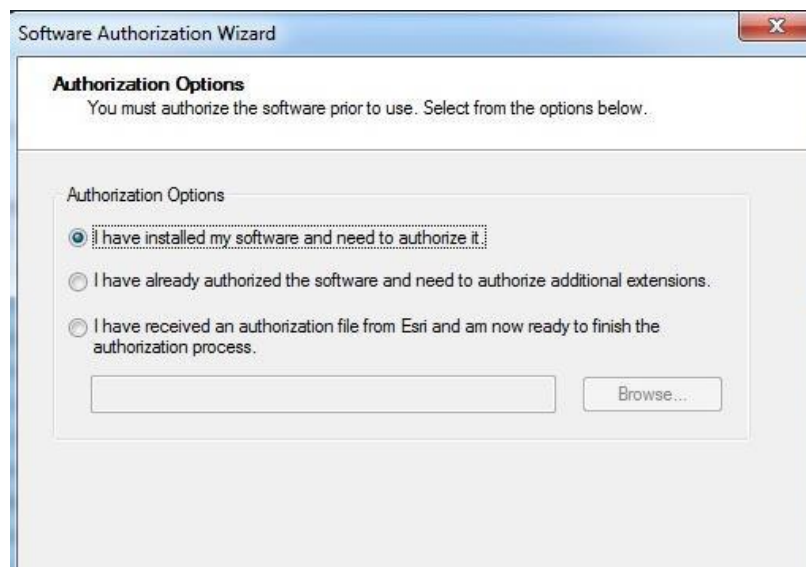 Software Authorization Wizard
Authorization Options
You must authorize the software prior to use. Select from the options below.
Authorization Options
I have installed my software and need to authorize it.
I have already authorized the software and need to authorize additional extensions.
I have received an authorization file from Esri and am now ready to finish the
authorization process.
Browse...